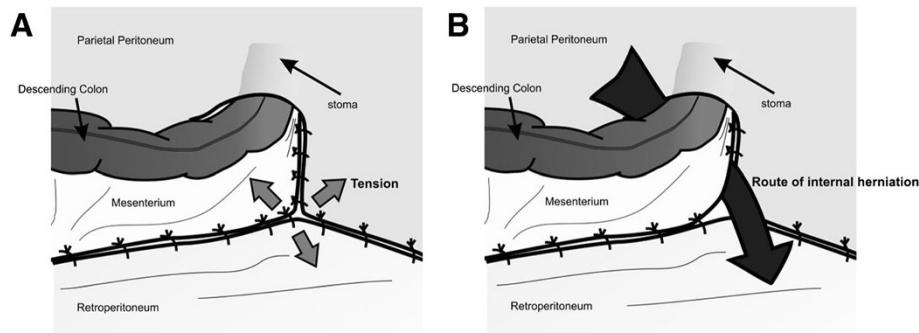 A
Parietal Peritoneum
Descending Colon
stoma
Tension
Mesenterium
Retroperitoneum
B
Parietal Peritoneum
Descending Colon
stoma
Route of internal herniation
Mesenterium
Retroperitoneum